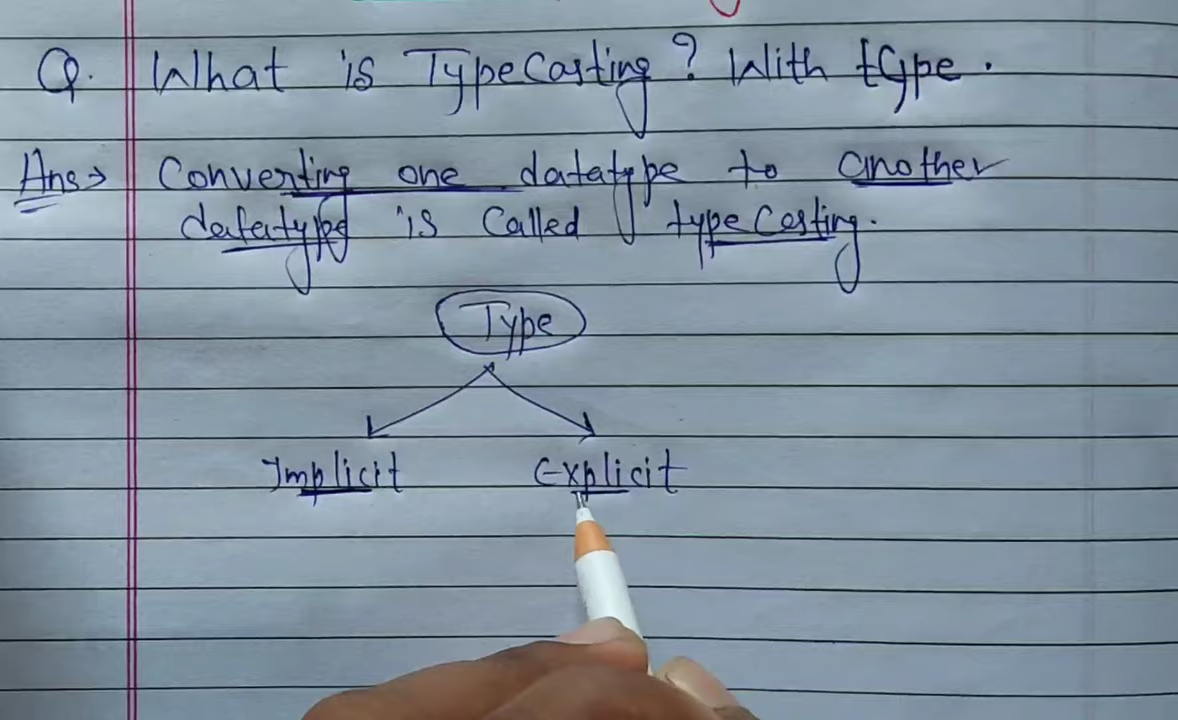 Q. What is TypeCasting? With type.
Ans→ Converting one datatype to another
datatype is Called typeCasting.
Type
Implicit Explicit